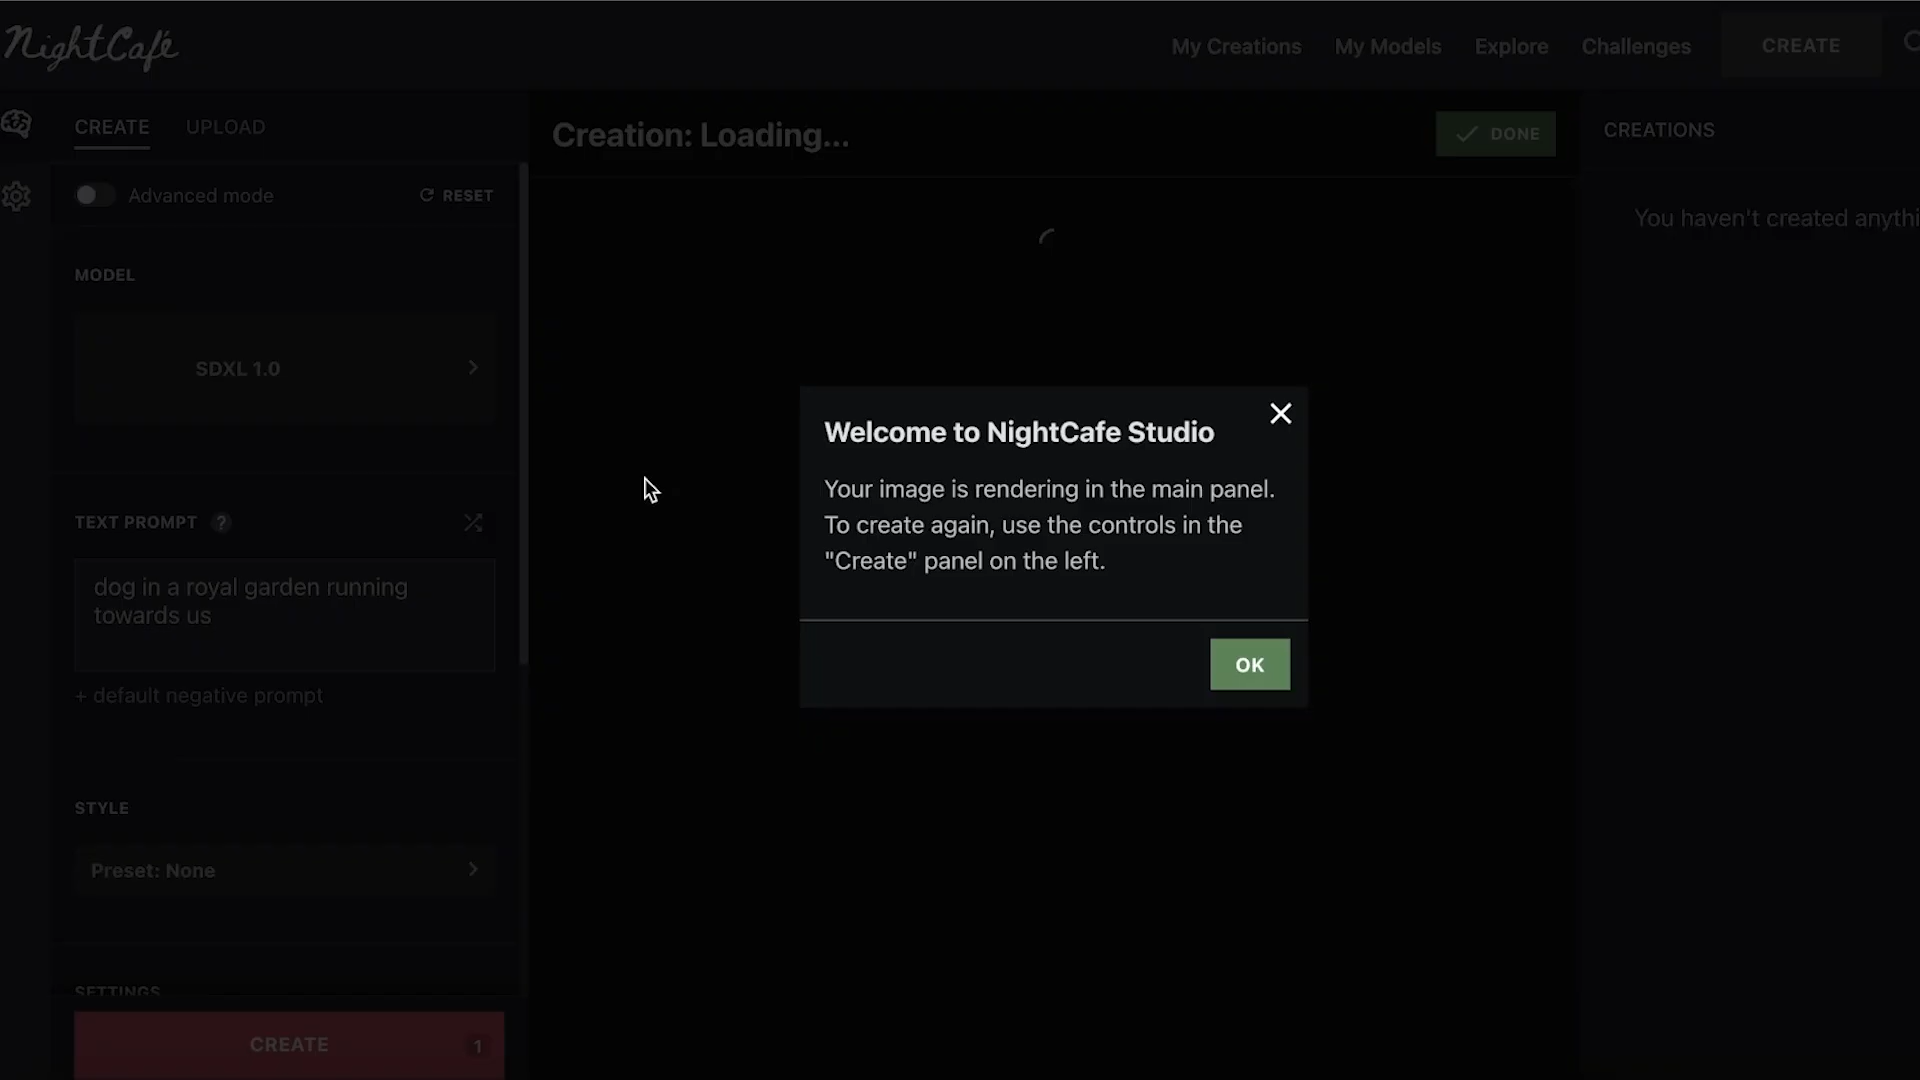 NightCafé
My Creations
My Models
Explore
Challenges
CREATE
CREATE
UPLOAD
Creation: Loading...
DONE
CREATIONS
Advanced mode
RESET
You haven't created
MODEL
SDXL 1.0
Welcome to NightCafe Studio
Your image is rendering in the main panel.
To create again, use the controls in the
"Create" panel on the left.
OK
TEXT PROMPT ?
dog in a royal garden running
towards us
+ default negative prompt
STYLE
Preset: None
SETTINGS
CREATE
1